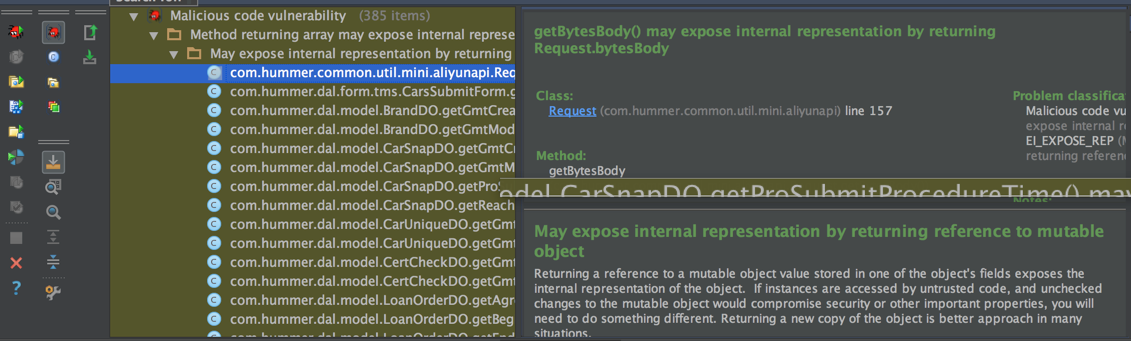 Malicious code vulnerability (385 items)
Method returning array may expose internal represe
May expose internal representation by returning
com.hummer.common.util.mini.aliyunapi.Req
com.hummer.dal.form.tms.CarsSubmitForm.g
com.hummer.dal.model.BrandDO.getGmtCrea
com.hummer.dal.model.BrandDO.getGmtMod
com.hummer.dal.model.CarSnapDO.getGmtC
com.hummer.dal.model.CarSnapDO.getGmtM
com.hummer.dal.model.CarSnapDO.getProS
com.hummer.dal.model.CarSnapDO.getReach
com.hummer.dal.model.CarUniqueDO.getGmt
com.hummer.dal.model.CarUniqueDO.getGmt
com.hummer.dal.model.CertCheckDO.getGmt
com.hummer.dal.model.CertCheckDO.getGmt
com.hummer.dal.model.LoanOrderDO.getAgr
com.hummer.dal.model.LoanOrderDO.getBeg
com.hummer.dal.model.LoanOrderDO.getEnd
getBytesBody() may expose internal representation by returning
Request.bytesBody
Class:
Request (com.hummer.common.util.mini.aliyunapi) line 157
Method:
getBytesBody
Problem classifica
Malicious code vu
expose internal re
EI_EXPOSE_REP (M
returning referenc
odel.CarSnapDO.getProSubmitProcedureTime() may
Notes:
May expose internal representation by returning reference to mutable
object
Returning a reference to a mutable object value stored in one of the object's fields exposes the
internal representation of the object. If instances are accessed by untrusted code, and unchecked
changes to the mutable object would compromise security or other important properties, you will
need to do something different. Returning a new copy of the object is better approach in many
situations.